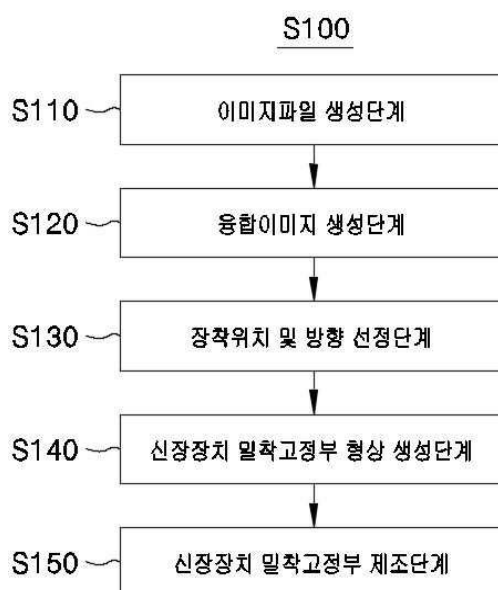 S100
S110 이미지파일 생성단계
S120 융합이미지 생성단계
S130 장착위치 및 방향 선정단계
S140 신장장치 밀착고정부 형상 생성단계
S150 신장장치 밀착고정부 제조단계